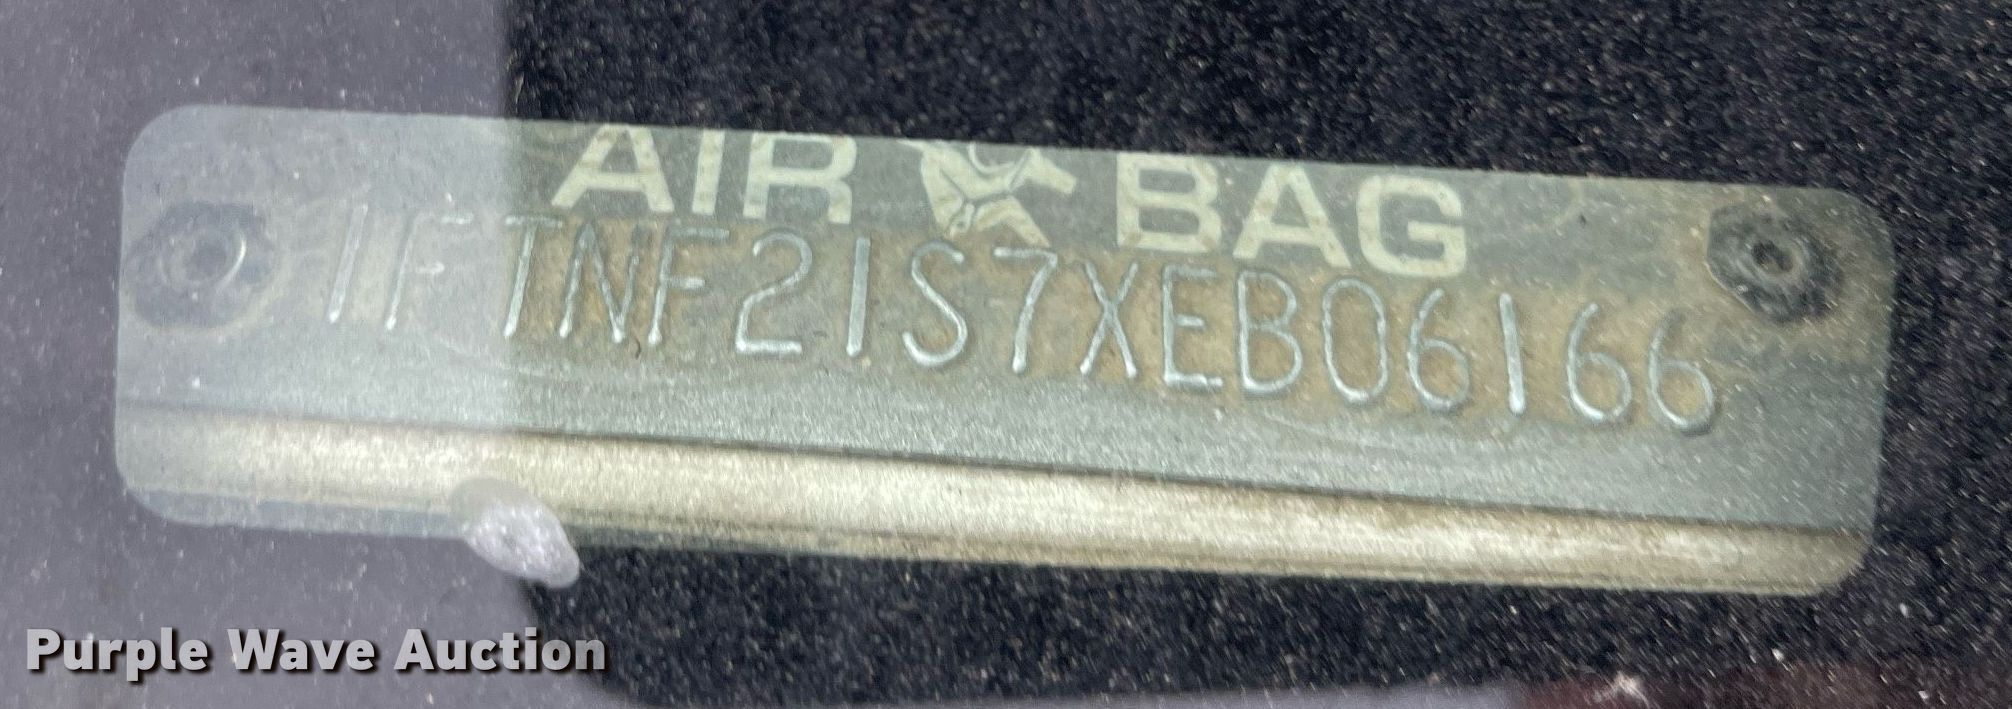 AIR BAG
1FTNF21S7XEB06166
Purple Wave Auction